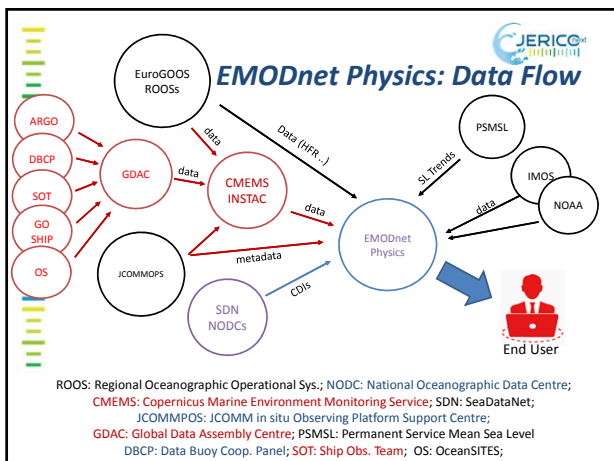 JERICO next
EMODnet Physics: Data Flow
EuroGOOS
ROOSs
ARGO
DBCP
SOT
GO
SHIP
OS
GDAC
data
data
CMEMS
INSTAC
Data (HFR ..)
data
PSMSL
SL Trends
IMOS
NOAA
data
EMODnet
Physics
JCOMMOPS
metadata
SDN
NODCs
CDIs
End User
ROOS: Regional Oceanographic Operational Sys.; NODC: National Oceanographic Data Centre;
CMEMS: Copernicus Marine Environment Monitoring Service; SDN: SeaDataNet;
JCOMMPOS: JCOMM in situ Observing Platform Support Centre;
GDAC: Global Data Assembly Centre; PSMSL: Permanent Service Mean Sea Level
DBCP: Data Buoy Coop. Panel; SOT: Ship Obs. Team; OS: OceanSITES;